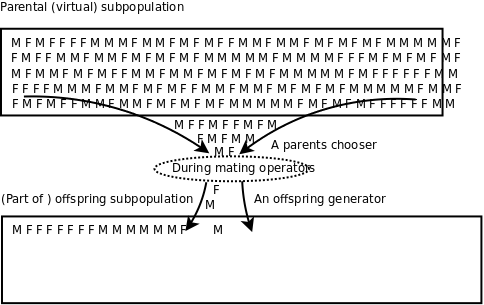 Parental (virtual) subpopulation
M F M F F F F M M M F M M F M F M F F M M F M M F M F M F M F M M M M M F
F M F F M M F M M F M F M M M F F M M F M F M M M M F F F M F M M F M F
M F M M F M F M F F M M F M F M M F M F M F M M M M M F M F F F F F F M M
F F F F M M M F M F M F M F F M M F M M F M F M F M F F M M M M M F M M F
F M F M F F M M F M M F M F M F M F M M M M M F M F M F M F F F F F F M M
M F F M F F M F M
F M F M M
M F
A parents chooser
During mating operators
F
M
(Part of ) offspring subpopulation
An offspring generator
M F F F F F F F M M M M M M F M